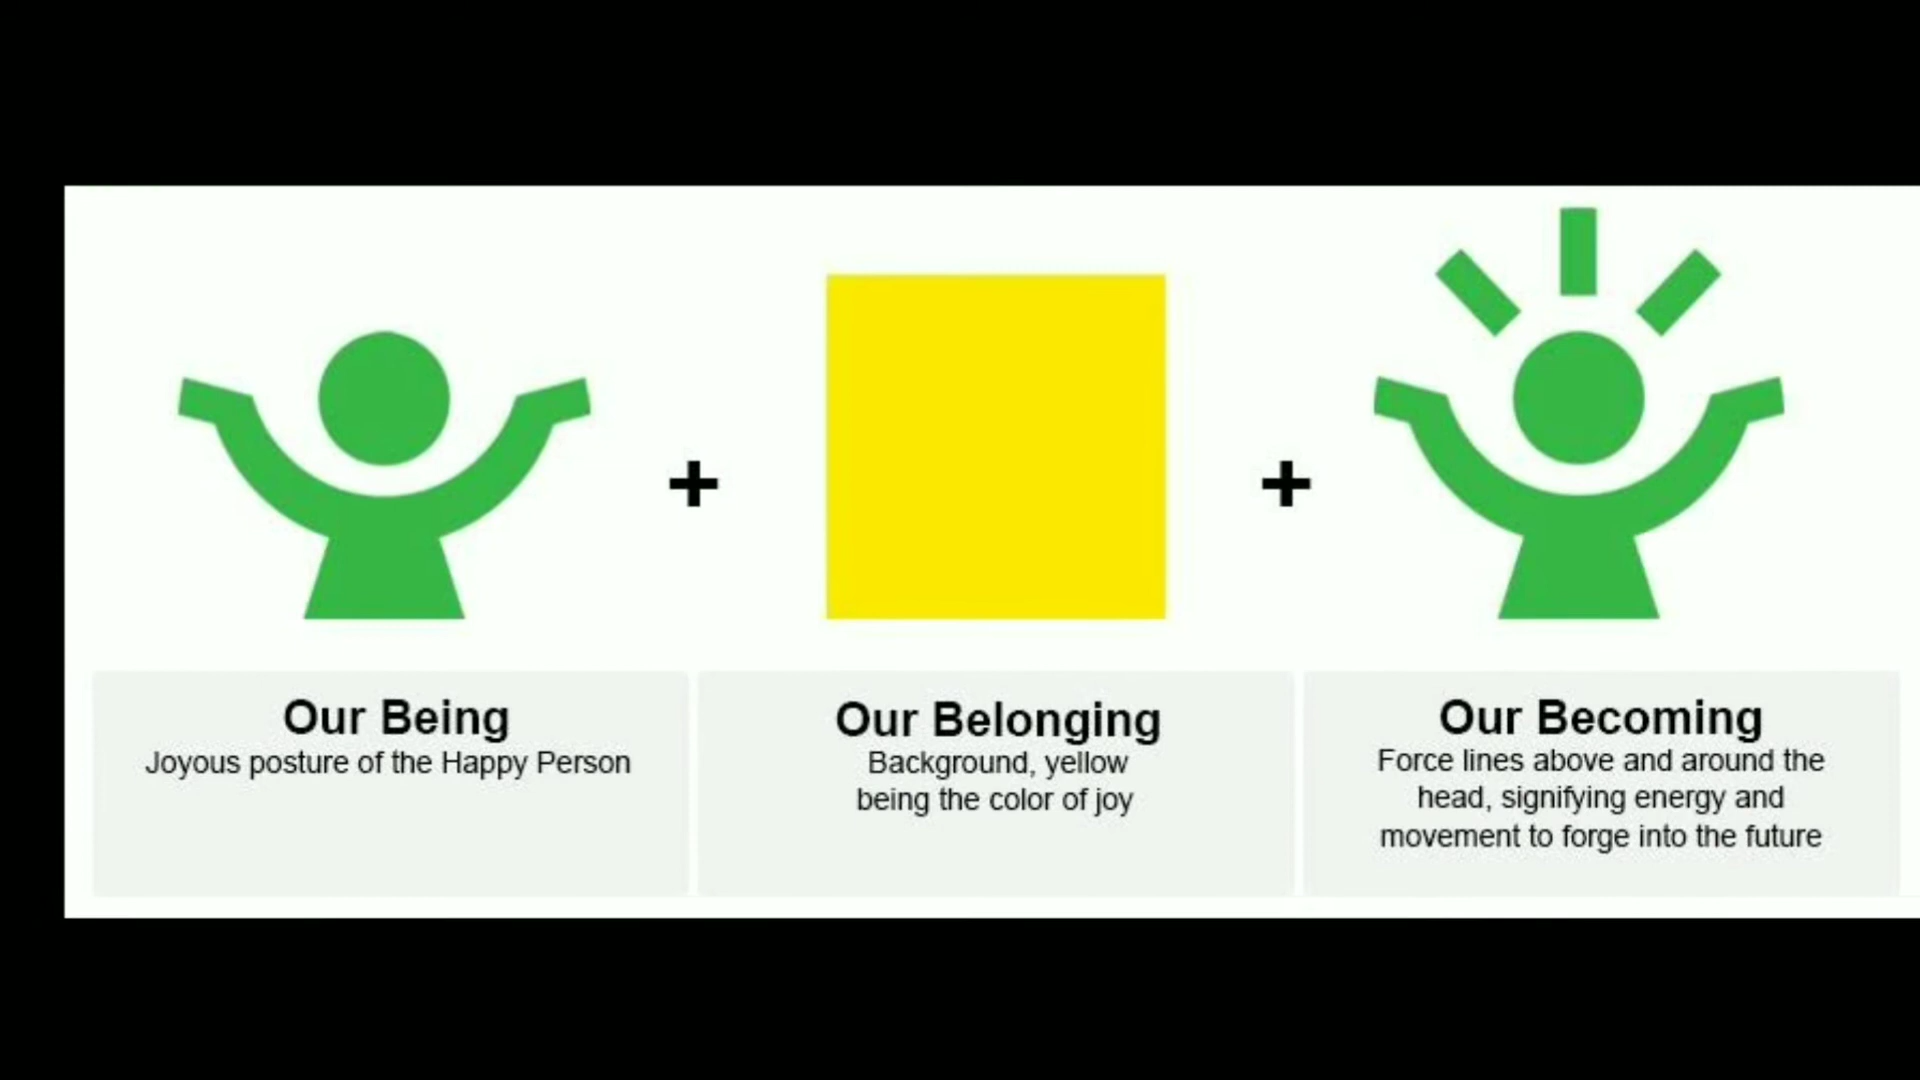 +
+
Our Being
Joyous posture of the Happy Person
Our Belonging
Background, yellow
being the color of joy
Our Becoming
Force lines above and around the
head, signifying energy and
movement to forge into the future